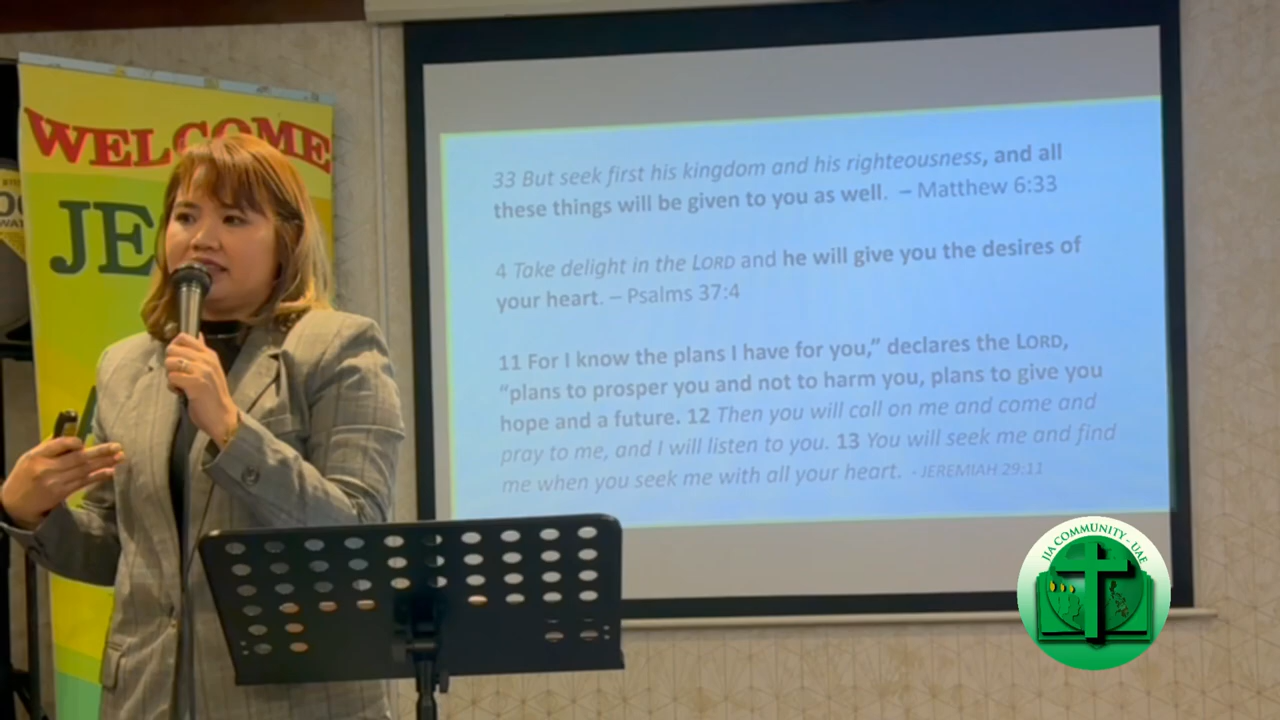 WELCOME
JE
33 But seek first his kingdom and his righteousness, and all
these things will be given to you as well. – Matthew 6:33
4 Take delight in the LORD and he will give you the desires of
your heart. – Psalms 37:4
11 For I know the plans I have for you,” declares the LORD,
“plans to prosper you and not to harm you, plans to give you
hope and a future. 12 Then you will call on me and come and
pray to me, and I will listen to you. 13 You will seek me and find
me when you seek me with all your heart. - JEREMIAH 29:11
JIA COMMUNITY - UAE